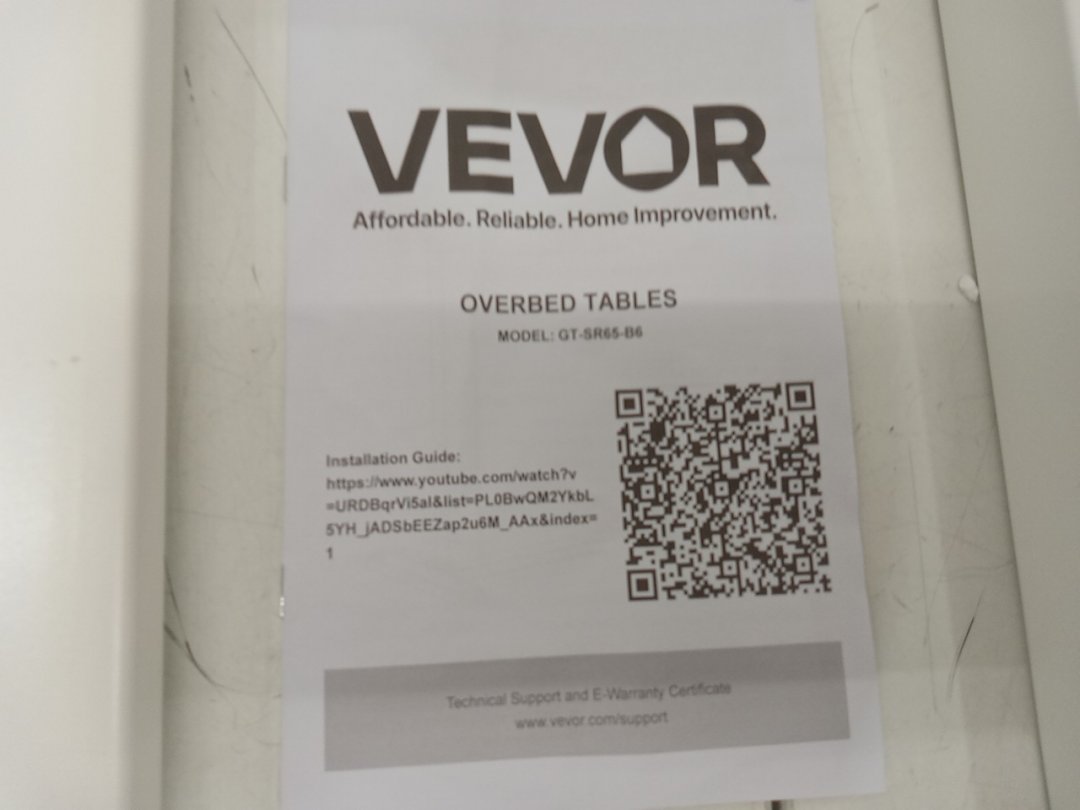 VEVOR
Affordable. Reliable. Home Improvement.
OVERBED TABLES
MODEL: GT-SR65-B6
Installation Guide:
https://www.youtube.com/watch?v
=URDBqrVi5aI&list=PL0BwQM2YkbL
5YH_jADSbEEZap2u6M_AAx&index=
1
Technical Support and E-Warranty Certificate
www.vevor.com/support